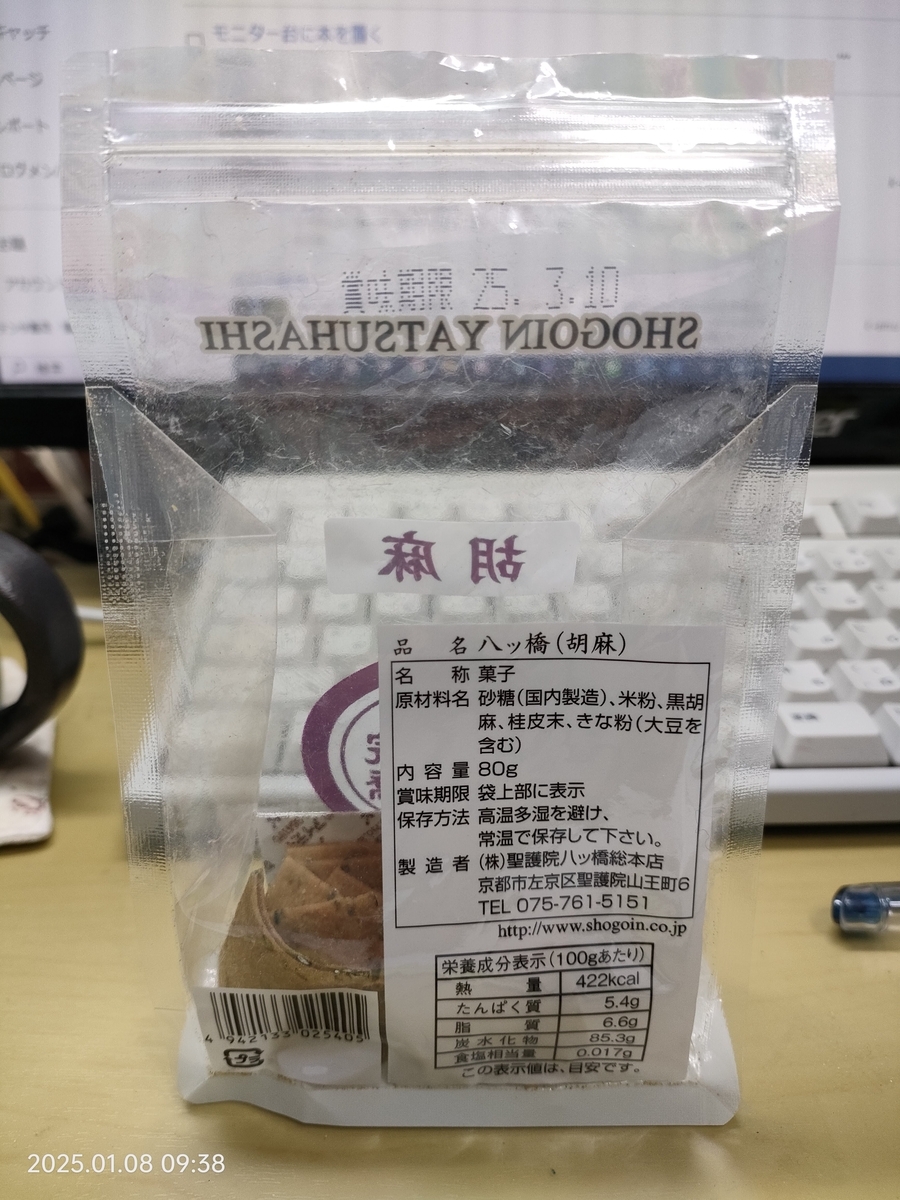 モニター台に本を置く
賞味期限 25. 3.10
SHOGOIN YATSUHASHI
胡麻
品名 八ッ橋(胡麻)
名称 菓子
原材料名 砂糖(国内製造)、米粉、黒胡
麻、桂皮末、きな粉(大豆を
含む)
内容量 80g
賞味期限 袋上部に表示
保存方法 高温多湿を避け、
常温で保存して下さい。
製造者 (株)聖護院八ッ橋総本店
京都市左京区聖護院山王町6
TEL 075-761-5151
http://www.shogoin.co.jp
栄養成分表示(100gあたり)
熱量 422kcal
たんぱく質 5.4g
脂質 6.6g
炭水化物 85.3g
食塩相当量 0.017g
この表示値は、目安です。
4 942133 025405
プラ
2025.01.08 09:38